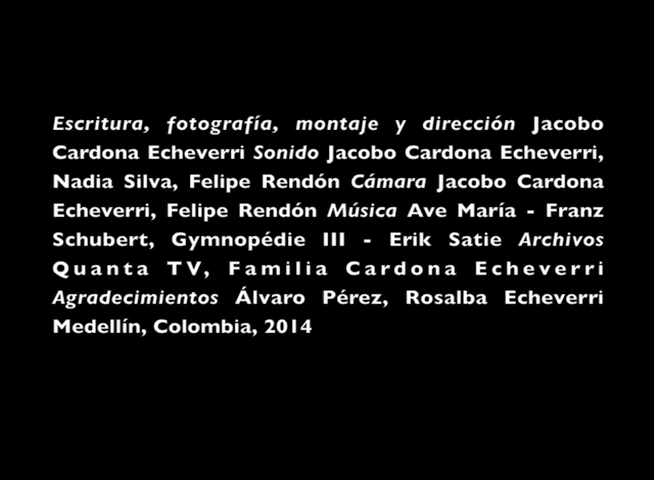 Escritura, fotografía, montaje y dirección Jacobo
Cardona Echeverri Sonido Jacobo Cardona Echeverri,
Nadia Silva, Felipe Rendón Cámara Jacobo Cardona
Echeverri, Felipe Rendón Música Ave María - Franz
Schubert, Gymnopédie III - Erik Satie Archivos
Quanta TV, Familia Cardona Echeverri
Agradecimientos Álvaro Pérez, Rosalba Echeverri
Medellín, Colombia, 2014